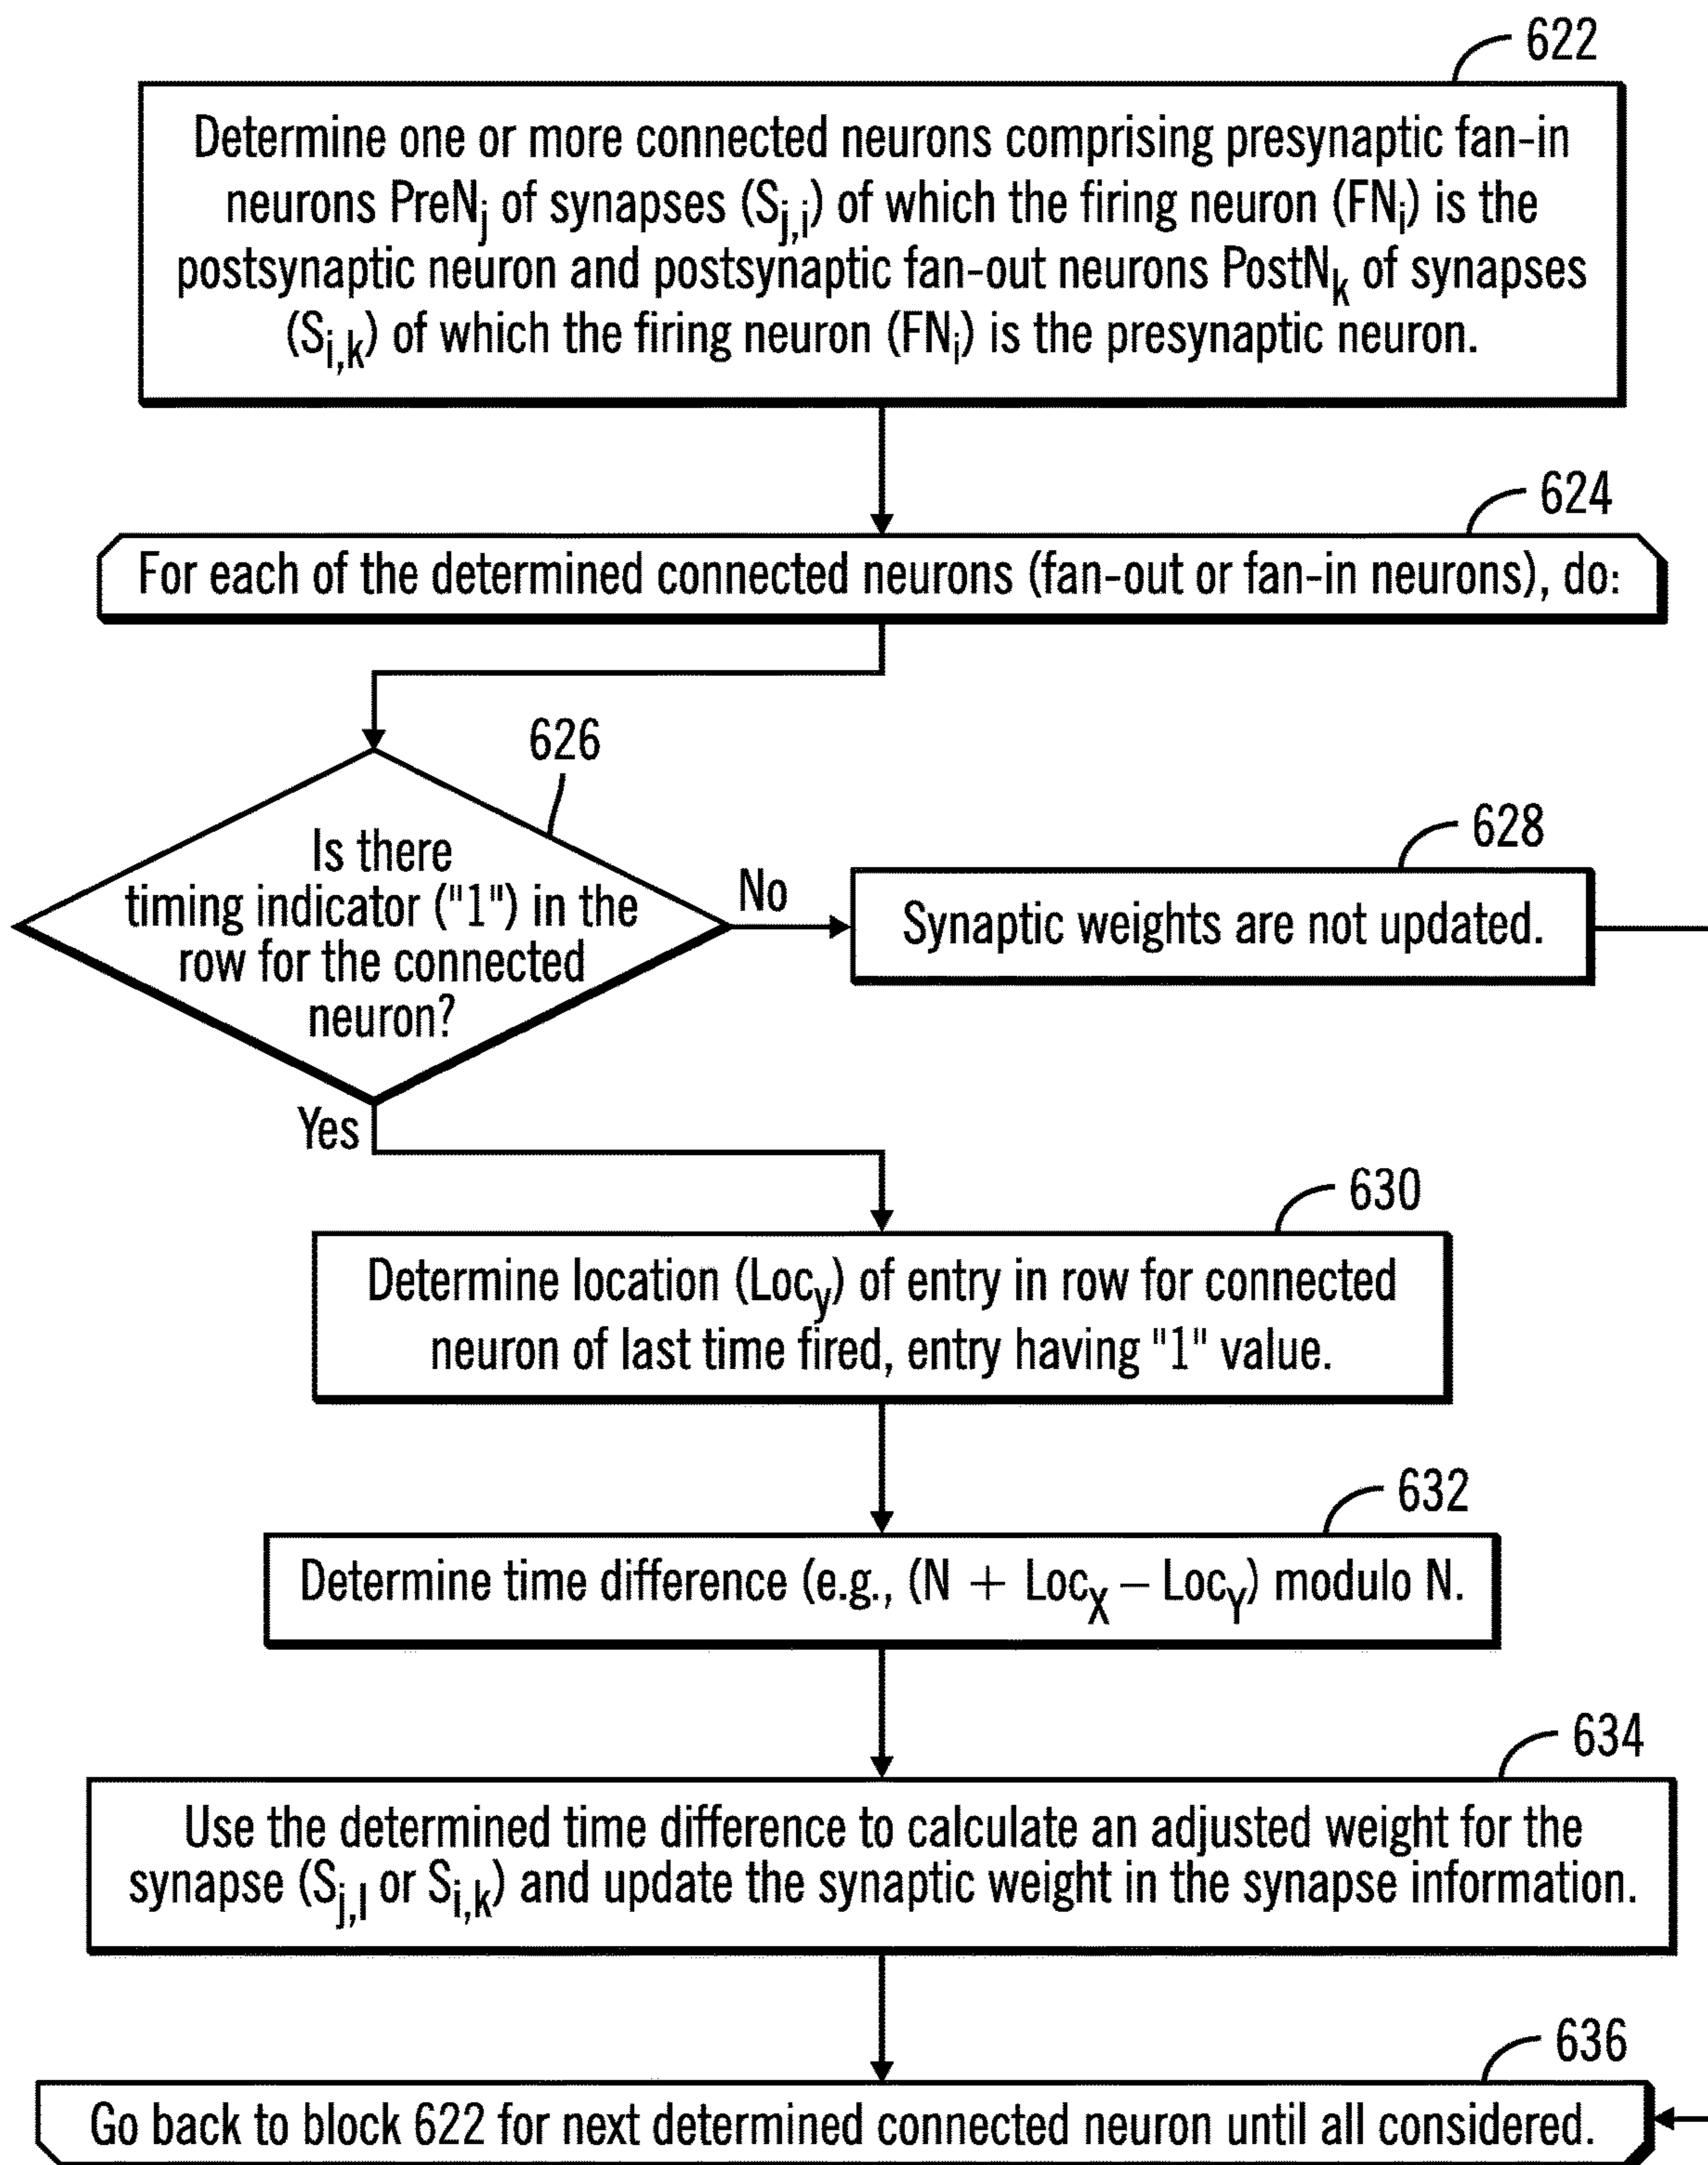 622
Determine one or more connected neurons comprising presynaptic fan-in
neurons PreNj of synapses (Sj,i) of which the firing neuron (FNi) is the
postsynaptic neuron and postsynaptic fan-out neurons PostNk of synapses
(Si,k) of which the firing neuron (FNi) is the presynaptic neuron.
624
For each of the determined connected neurons (fan-out or fan-in neurons), do:
626
Is there
timing indicator ("1") in the
row for the connected
neuron?
No
628
Synaptic weights are not updated.
Yes
630
Determine location (Locy) of entry in row for connected
neuron of last time fired, entry having "1" value.
632
Determine time difference (e.g., (N + LocX – LocY) modulo N.
634
Use the determined time difference to calculate an adjusted weight for the
synapse (Sj,I or Si,k) and update the synaptic weight in the synapse information.
636
Go back to block 622 for next determined connected neuron until all considered.